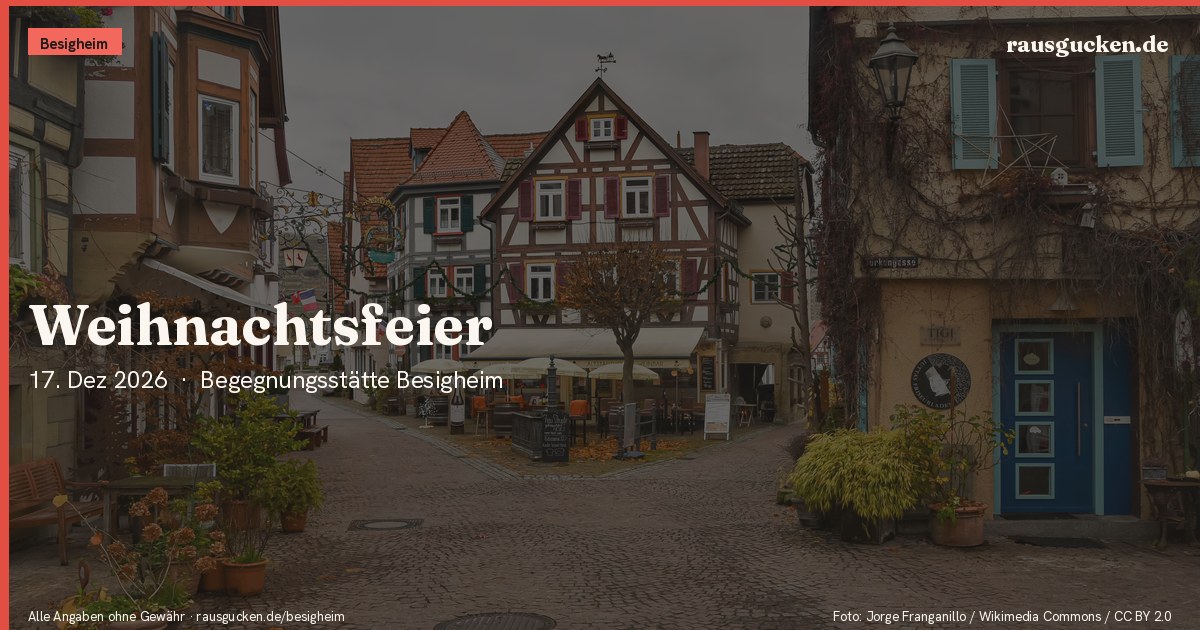 Besigheim
rausgucken.de
Weihnachtsfeier
17. Dez 2026 · Begegnungsstätte Besigheim
Alle Angaben ohne Gewähr · rausgucken.de/besigheim
Foto: Jorge Franganillo / Wikimedia Commons / CC BY 2.0